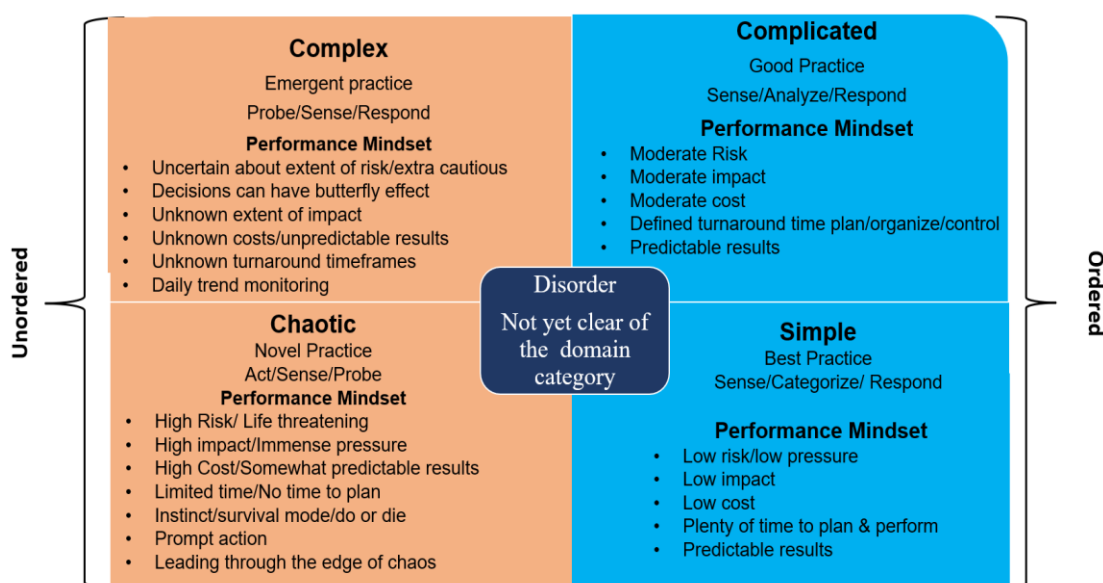 Unordered
Complex
Emergent practice
Probe/Sense/Respond
Performance Mindset
• Uncertain about extent of risk/extra cautious
• Decisions can have butterfly effect
• Unknown extent of impact
• Unknown costs/unpredictable results
• Unknown turnaround timeframes
• Daily trend monitoring
Complicated
Good Practice
Sense/Analyze/Respond
Performance Mindset
• Moderate Risk
• Moderate impact
• Moderate cost
• Defined turnaround time plan/organize/control
• Predictable results
Disorder
Not yet clear of
the domain
category
Chaotic
Novel Practice
Act/Sense/Probe
Performance Mindset
• High Risk/ Life threatening
• High impact/Immense pressure
• High Cost/Somewhat predictable results
• Limited time/No time to plan
• Instinct/survival mode/do or die
• Prompt action
• Leading through the edge of chaos
Simple
Best Practice
Sense/Categorize/ Respond
Performance Mindset
• Low risk/low pressure
• Low impact
• Low cost
• Plenty of time to plan & perform
• Predictable results
Ordered